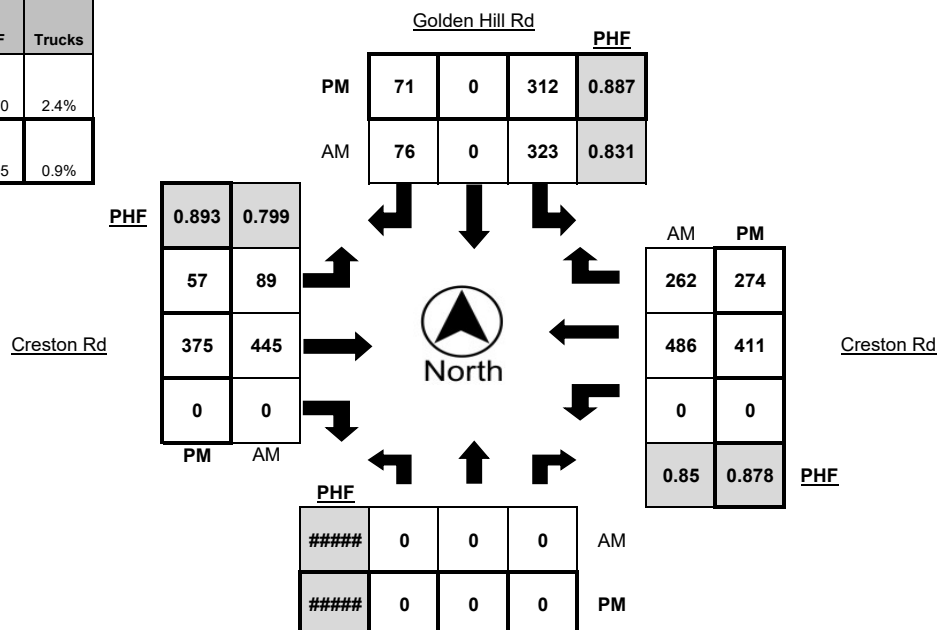 Golden Hill Rd
PHF
F Trucks
PM 71 0 312 0.887
0 2.4%
AM 76 0 323 0.831
5 0.9%
PHF 0.893 0.799
AM PM
57 89
262 274
Creston Rd 375 445
North
486 411 Creston Rd
0 0
0 0
PM AM
0.85 0.878 PHF
PHF
##### 0 0 0 AM
##### 0 0 0 PM